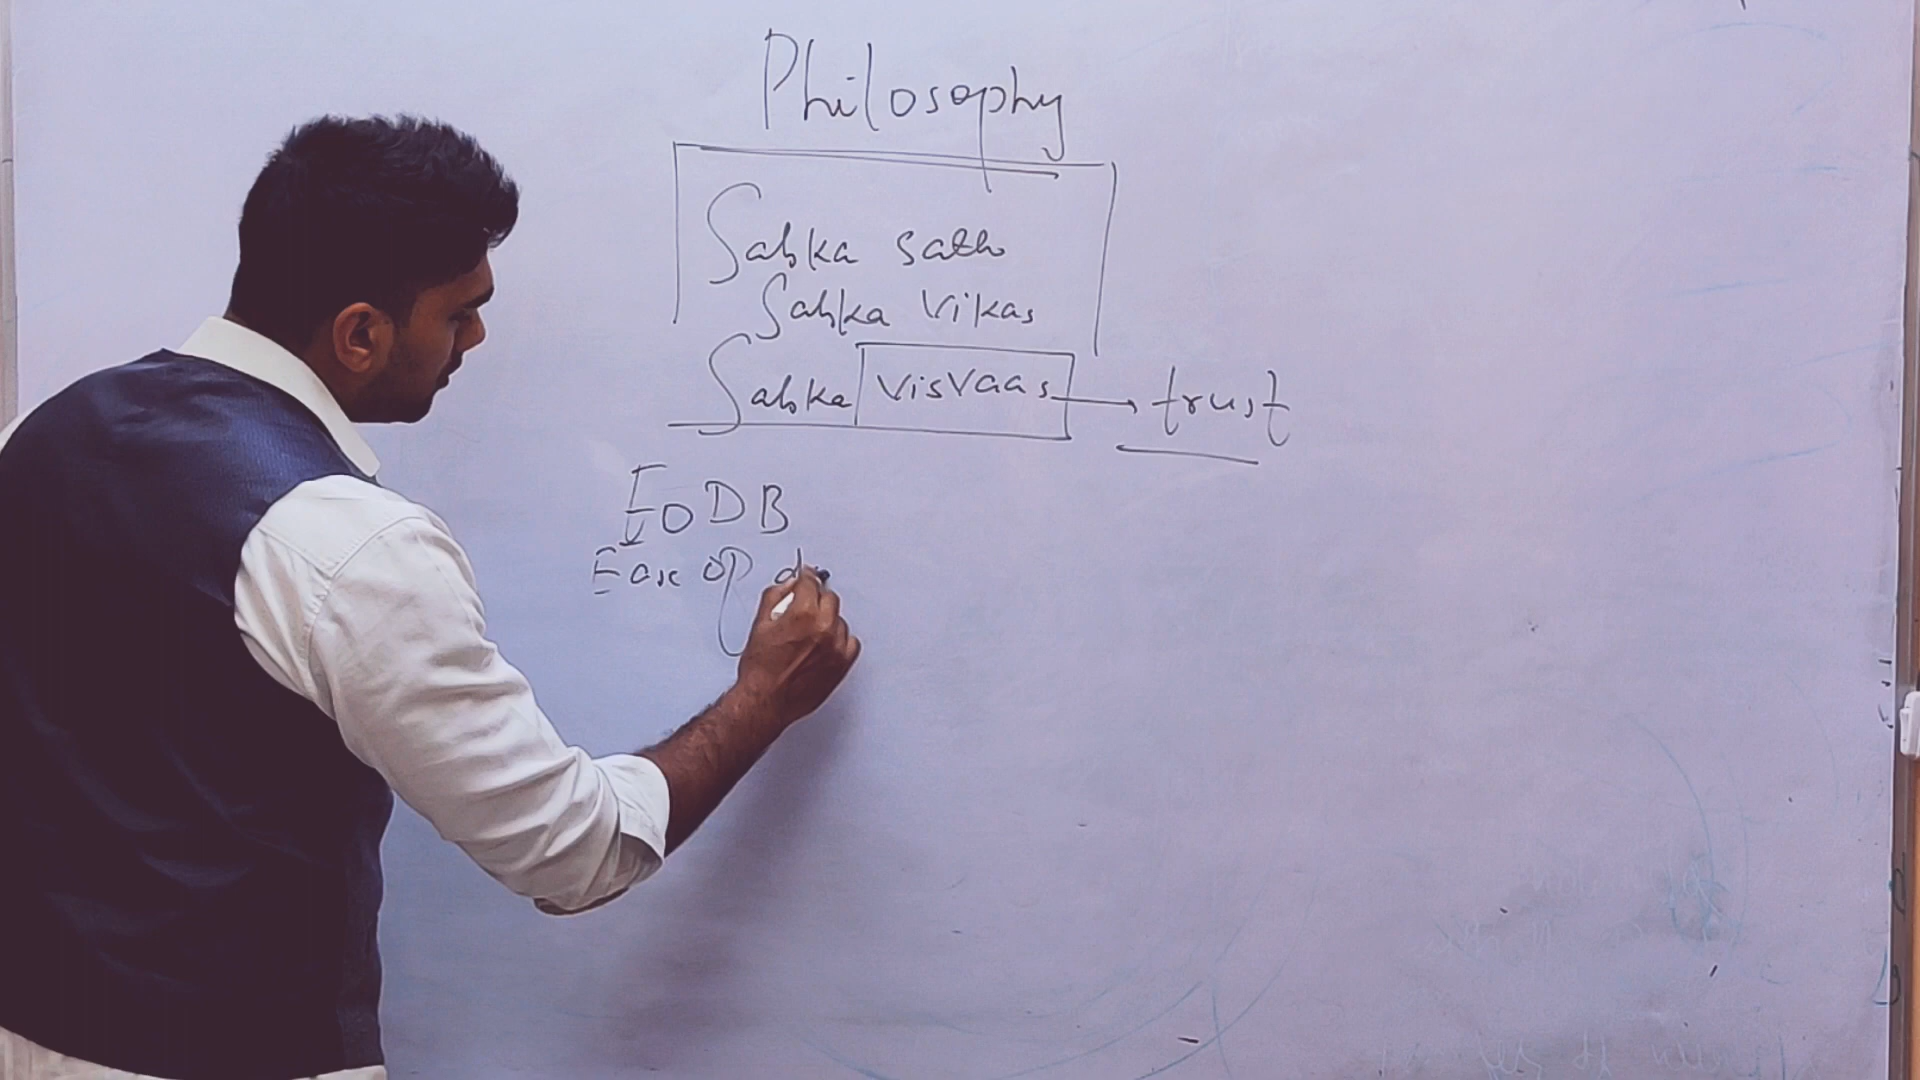 Philosophy
Sabka sath
Sabka vikas
Sabka visvaas → trust
EODB
Ease of